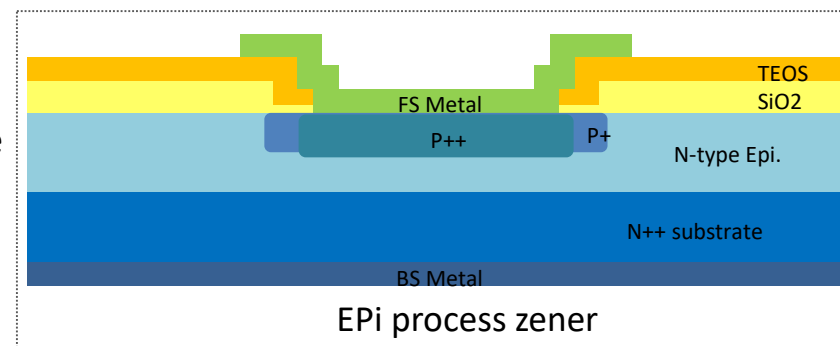 TEOS
SiO2
FS Metal
P++
P+
N-type Epi.
N++ substrate
BS Metal
EPi process zener